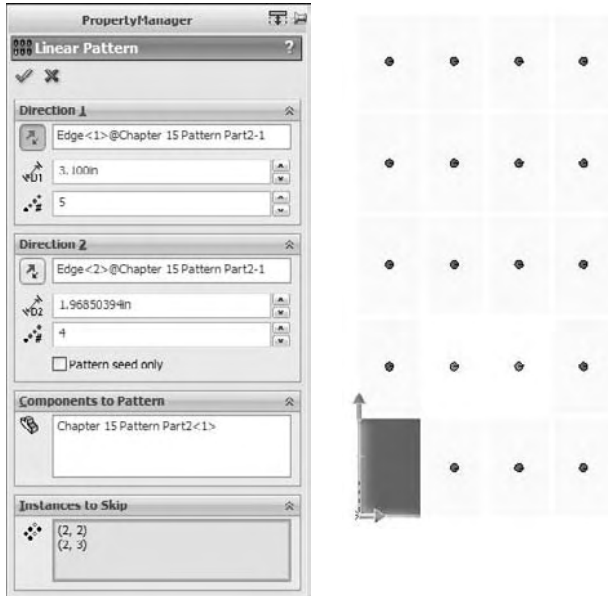 PropertyManager
Linear Pattern ?
Direction 1
Edge<1>@Chapter 15 Pattern Part2-1
D1 3.100in
5
Direction 2
Edge<2>@Chapter 15 Pattern Part2-1
D2 1.96850394in
4
Pattern seed only
Components to Pattern
Chapter 15 Pattern Part2<1>
Instances to Skip
(2, 2)
(2, 3)